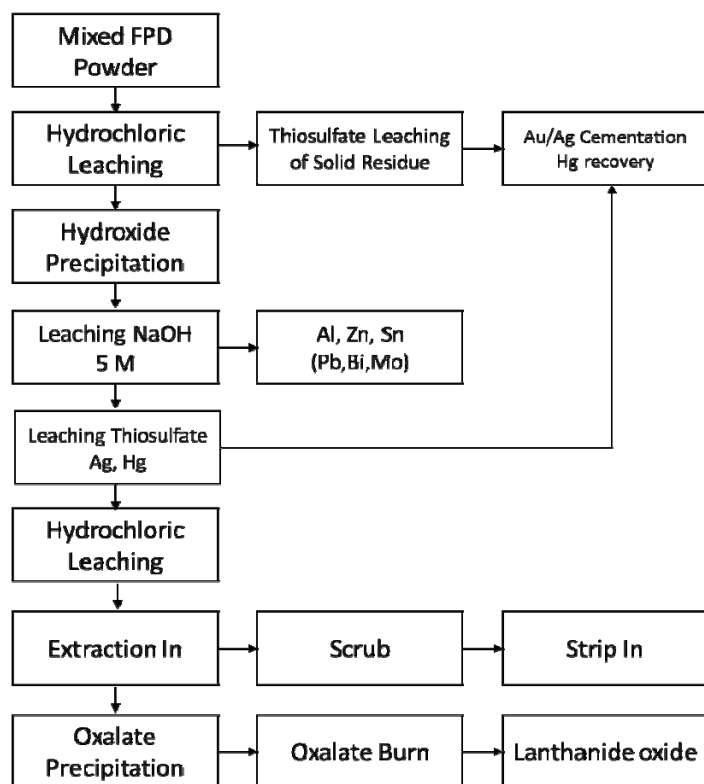 Mixed FPD
Powder
Hydrochloric
Leaching
Thiosulfate Leaching
of Solid Residue
Au/Ag Cementation
Hg recovery
Hydroxide
Precipitation
Leaching NaOH
5 M
Al, Zn, Sn
(Pb,Bi,Mo)
Leaching Thiosulfate
Ag, Hg
Hydrochloric
Leaching
Extraction In
Scrub
Strip In
Oxalate
Precipitation
Oxalate Burn
Lanthanide oxide